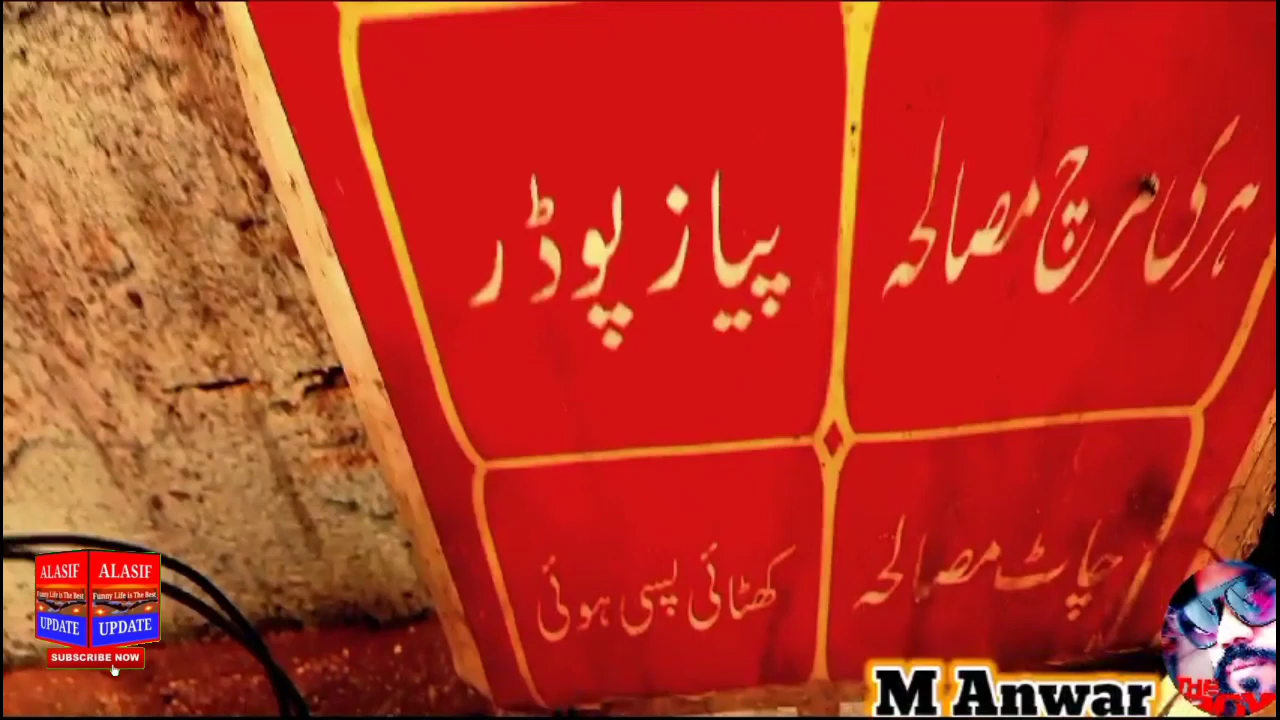 ہری مرچ مصالحہ
پیاز پوڈر
چاٹ مصالحہ
کھٹائی پسی ہوئی
ALASIF ALASIF
Funny Life is The Best Funny Life is The Best
UPDATE UPDATE
SUBSCRIBE NOW
M Anwar
THE